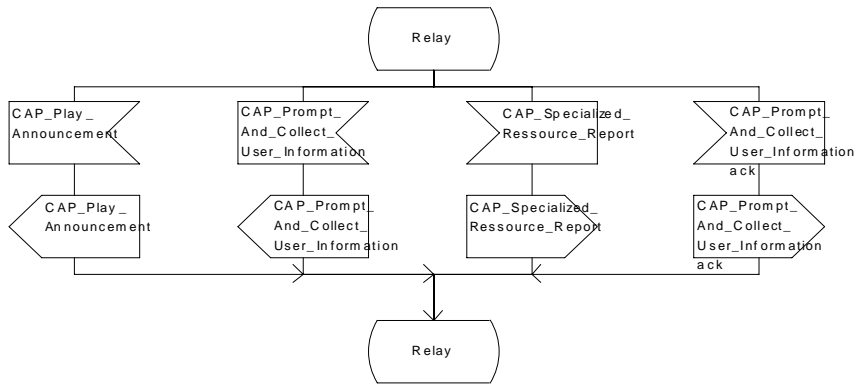 Relay
CAP_Play_
Announcement
CAP_Prompt_
And_Collect_
User_Information
CAP_Specialized_
Ressource_Report
CAP_Prompt_
And_Collect_
User_Information
ack
CAP_Play_
Announcement
CAP_Prompt_
And_Collect_
User_Information
CAP_Specialized_
Ressource_Report
CAP_Prompt_
And_Collect_
User_Information
ack
Relay